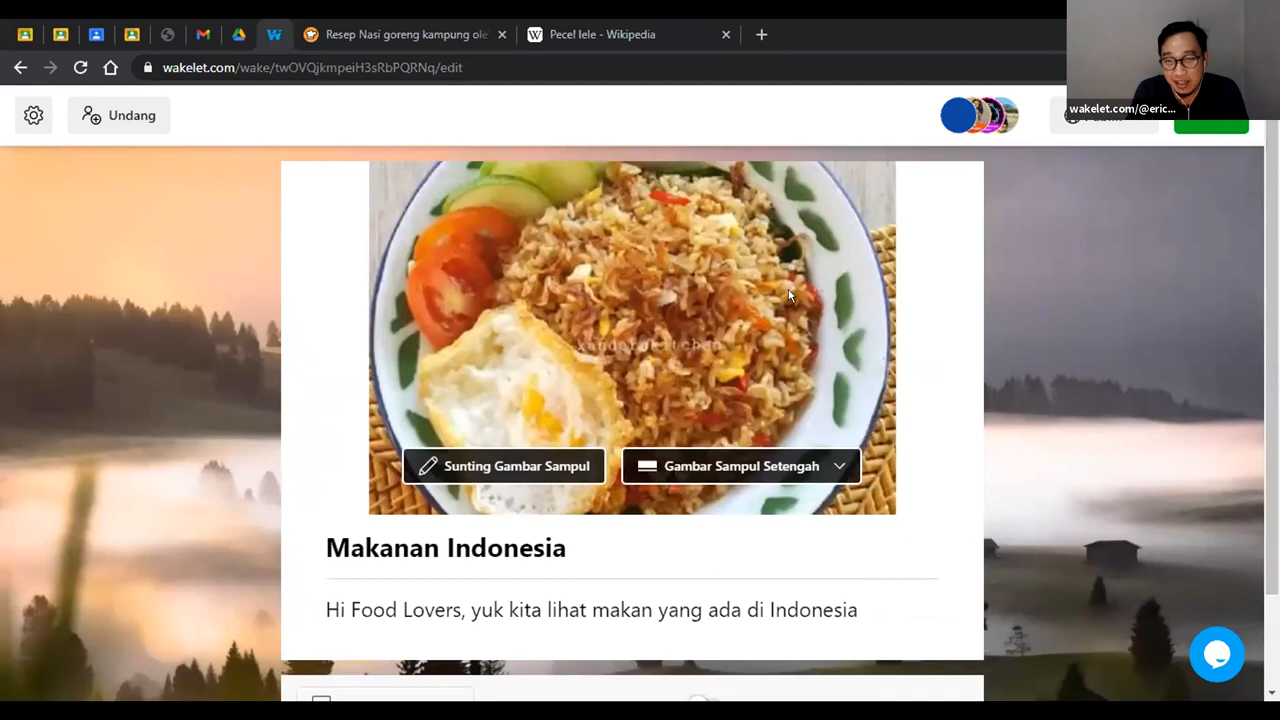 Resep Nasi goreng kampung ole
Pecel lele - Wikipedia
wakelet.com/wake/twOVQjkmpeiH3sRbPQRNq/edit
wakelet.com/@eric...
Undang
Sunting Gambar Sampul
Gambar Sampul Setengah
Makanan Indonesia
Hi Food Lovers, yuk kita lihat makan yang ada di Indonesia